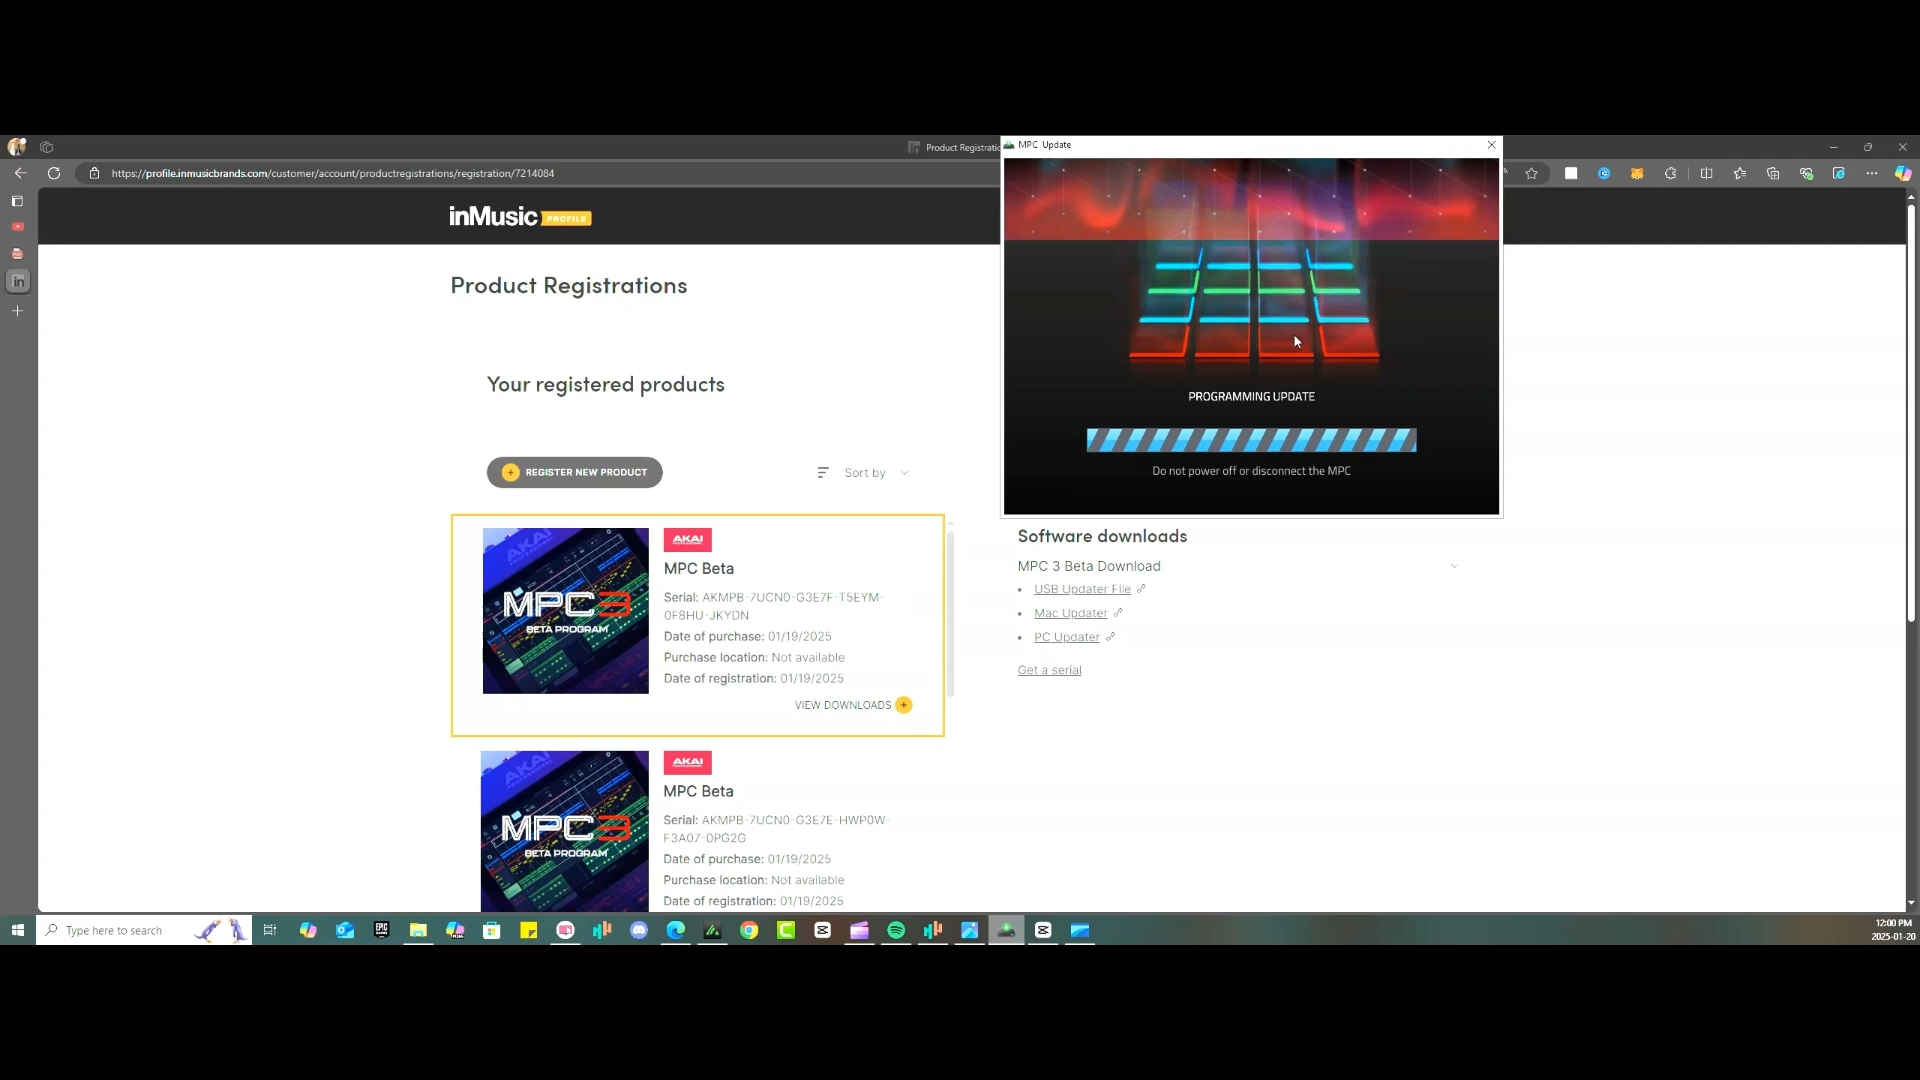 Product Registratio
MPC Update
https://profile.inmusicbrands.com/customer/account/productregistrations/registration/7214084
inMusic PROFILE
Product Registrations
Your registered products
REGISTER NEW PRODUCT
Sort by
PROGRAMMING UPDATE
Do not power off or disconnect the MPC
AKAI
MPC3
BETA PROGRAM
AKAI
MPC Beta
Serial: AKMPB-7UCN0-G3E7F-T5EYM-
0F8HU-JKYDN
Date of purchase: 01/19/2025
Purchase location: Not available
Date of registration: 01/19/2025
VIEW DOWNLOADS
Software downloads
MPC 3 Beta Download
USB Updater File
Mac Updater
PC Updater
Get a serial
AKAI
MPC3
BETA PROGRAM
AKAI
MPC Beta
Serial: AKMPB-7UCN0-G3E7E-HWP0W-
F3A07-0PG2G
Date of purchase: 01/19/2025
Purchase location: Not available
Date of registration: 01/19/2025
Type here to search
EPIC
12:00 PM
2025-01-20